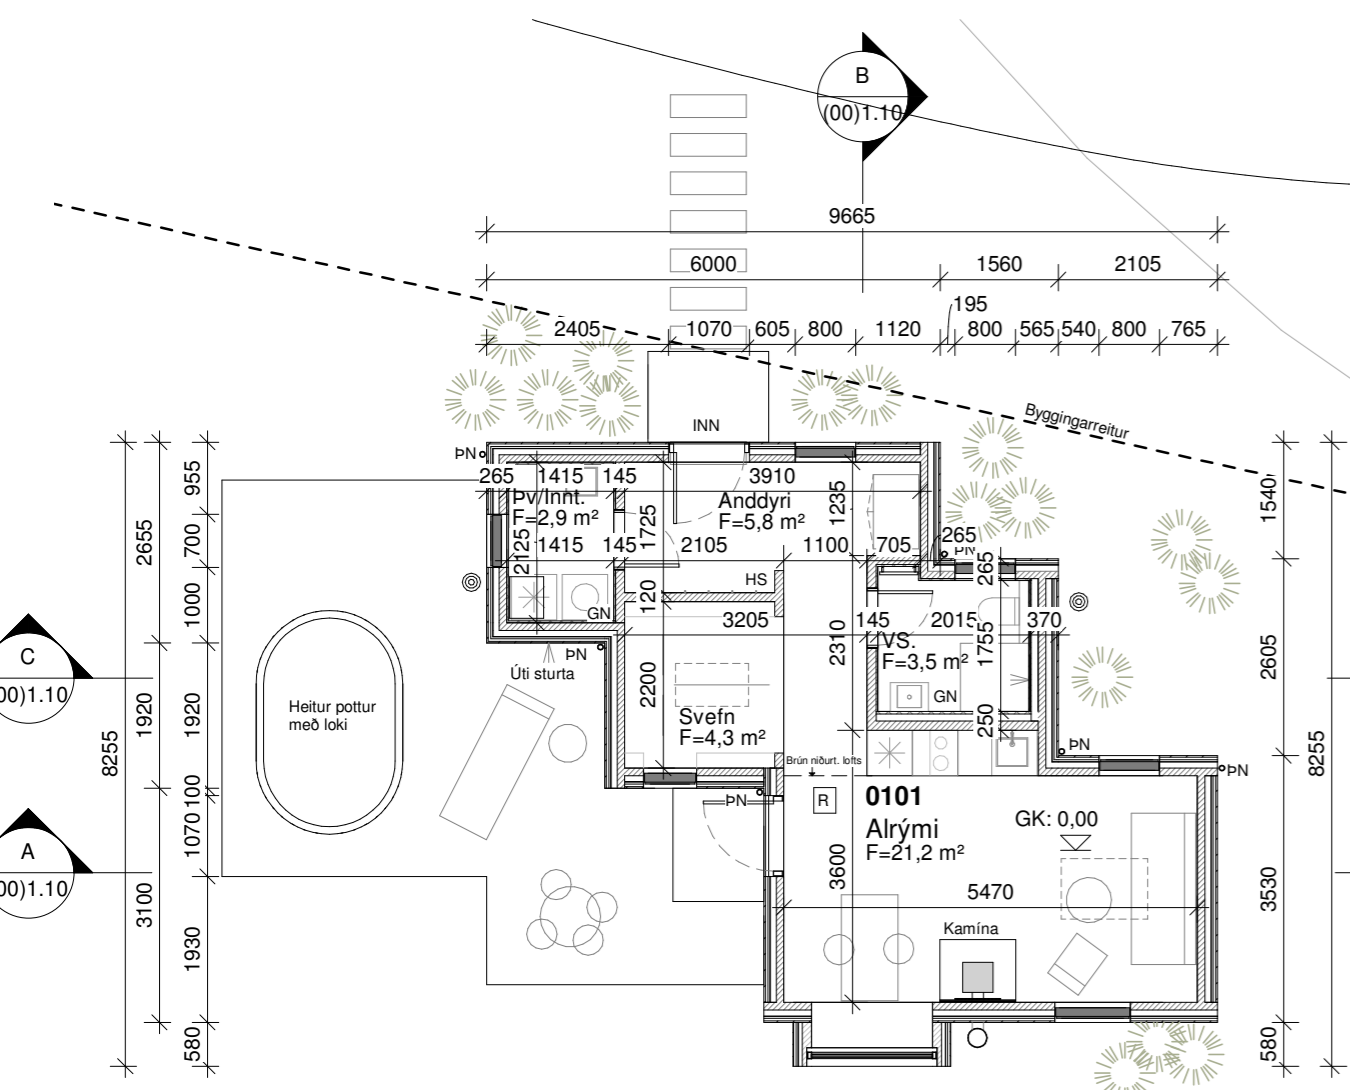 B
(00)1.10
9665
6000
1560
2105
195
2405
1070
605
800
1120
800
565
540
800
765
Byggingarreitur
INN
ÞN
265
1415
145
3910
Þv/Innt.
F=2,9 m²
Anddyri
F=5,8 m²
1235
1725
2125
1415
145
2105
1100
705
265
ÞN
265
HS
120
GN
3205
145
2015
370
VS.
F=3,5 m²
1755
2310
GN
250
ÞN
Úti sturta
2200
Svefn
F=4,3 m²
Brún niðurt. lofts
ÞN
ÞN
ÞN
R
0101
Alrými
F=21,2 m²
GK: 0,00
3600
5470
Kamína
Heitur pottur
með loki
C
00)1.10
A
00)1.10
955
700
1000
1920
100
1070
1930
580
2655
1920
3100
8255
1540
2605
3530
580
8255